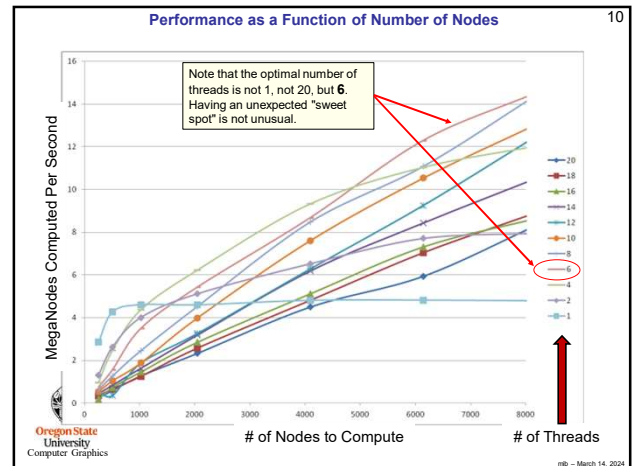 Performance as a Function of Number of Nodes
10
MegaNodes Computed Per Second
16
14
12
10
8
6
4
2
0
Note that the optimal number of
threads is not 1, not 20, but 6.
Having an unexpected "sweet
spot" is not unusual.
20
18
16
14
12
10
8
6
4
2
1
0 1000 2000 3000 4000 5000 6000 7000 8000
# of Nodes to Compute
# of Threads
Oregon State
University
Computer Graphics
mjb – March 14, 2024